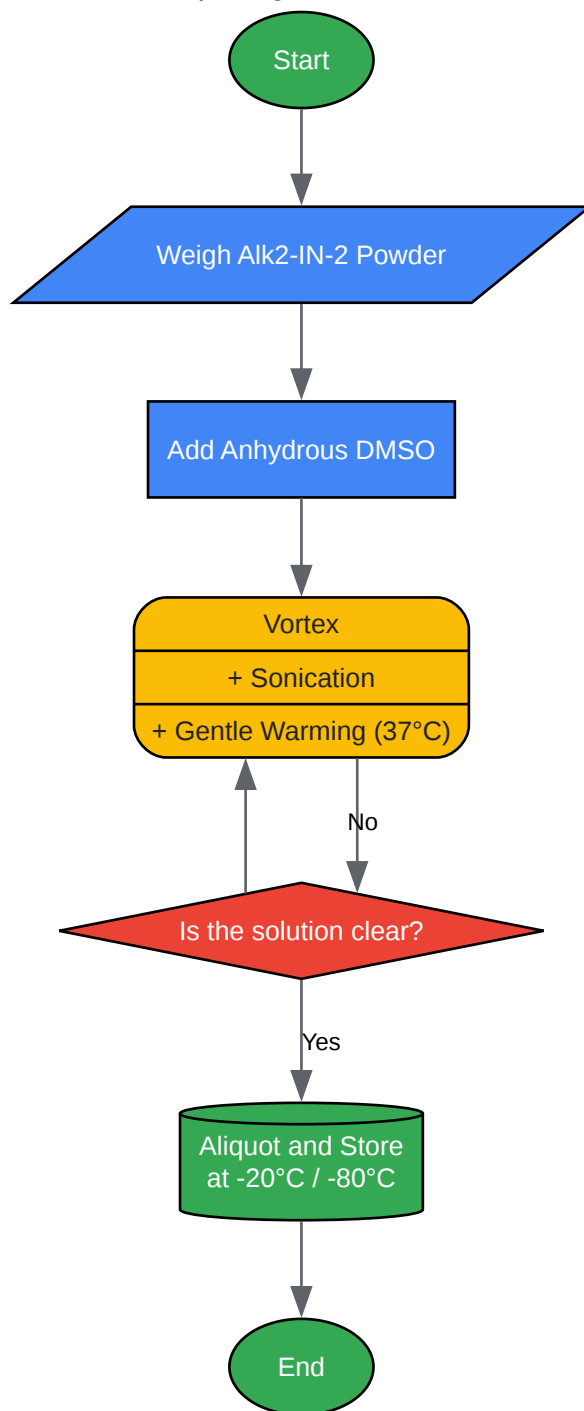 Start
Weigh Alk2-IN-2 Powder
Add Anhydrous DMSO
Vortex
+ Sonication
+ Gentle Warming (37°C)
No
Is the solution clear?
Yes
Aliquot and Store
at -20°C / -80°C
End